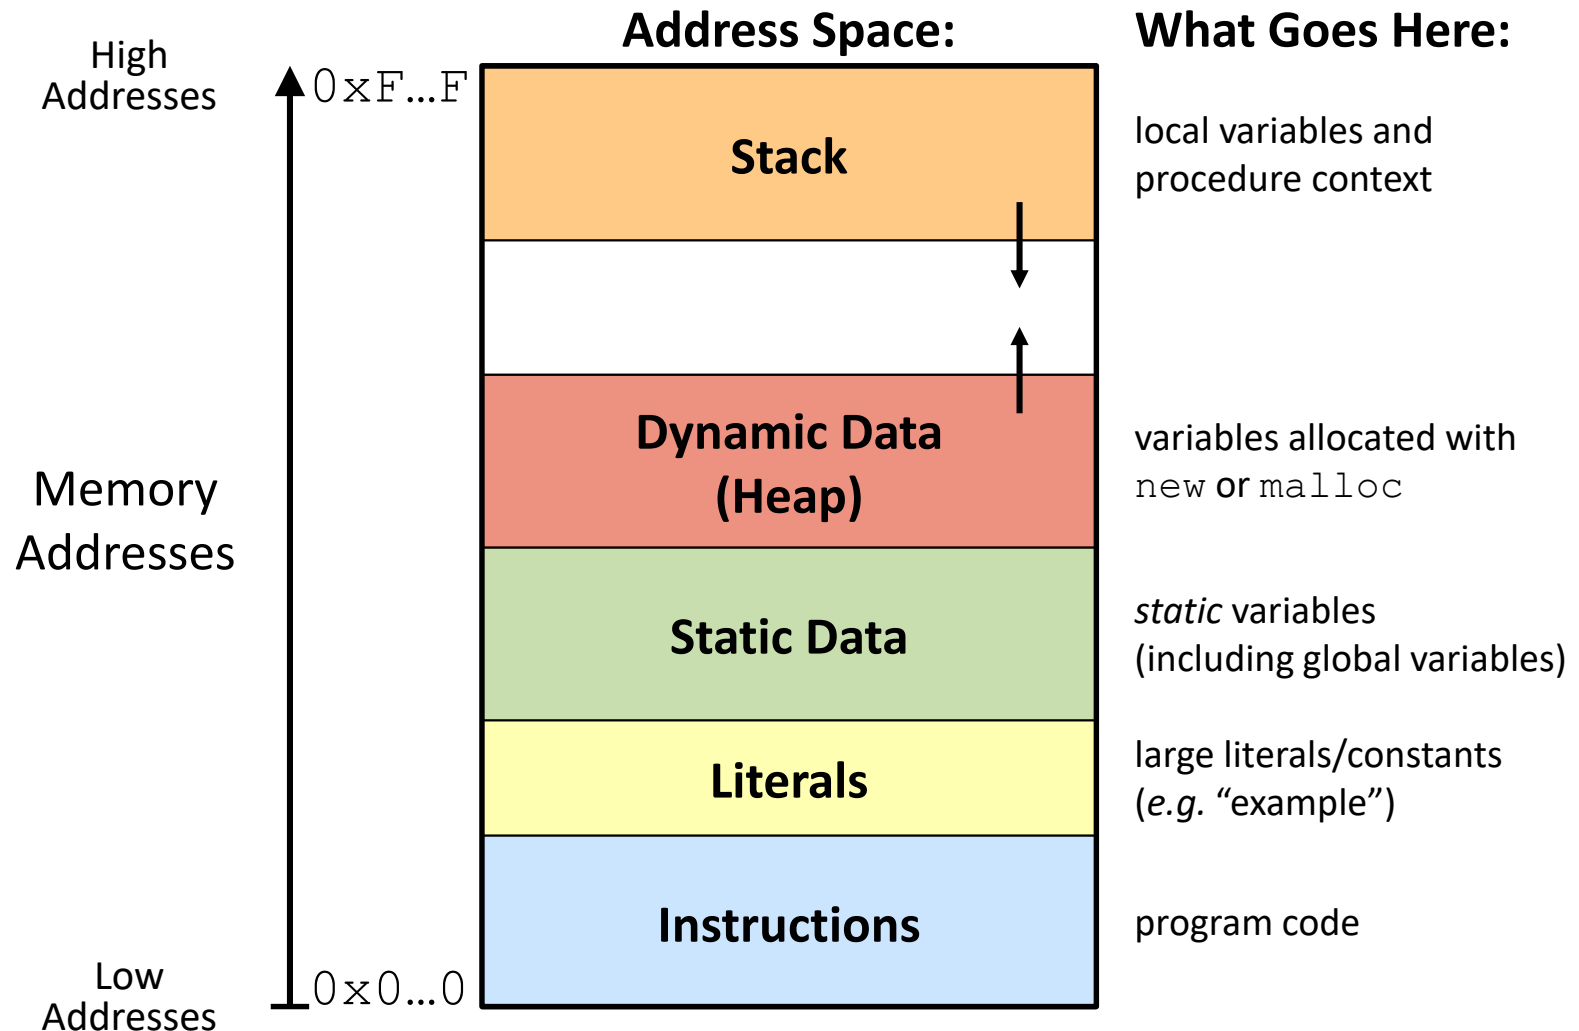 Address Space:
What Goes Here:
High
Addresses
0xF…F
Stack
local variables and
procedure context
Dynamic Data
(Heap)
variables allocated with
new or malloc
Memory
Addresses
Static Data
static variables
(including global variables)
Literals
large literals/constants
(e.g. “example”)
Instructions
program code
Low
Addresses
0x0…0